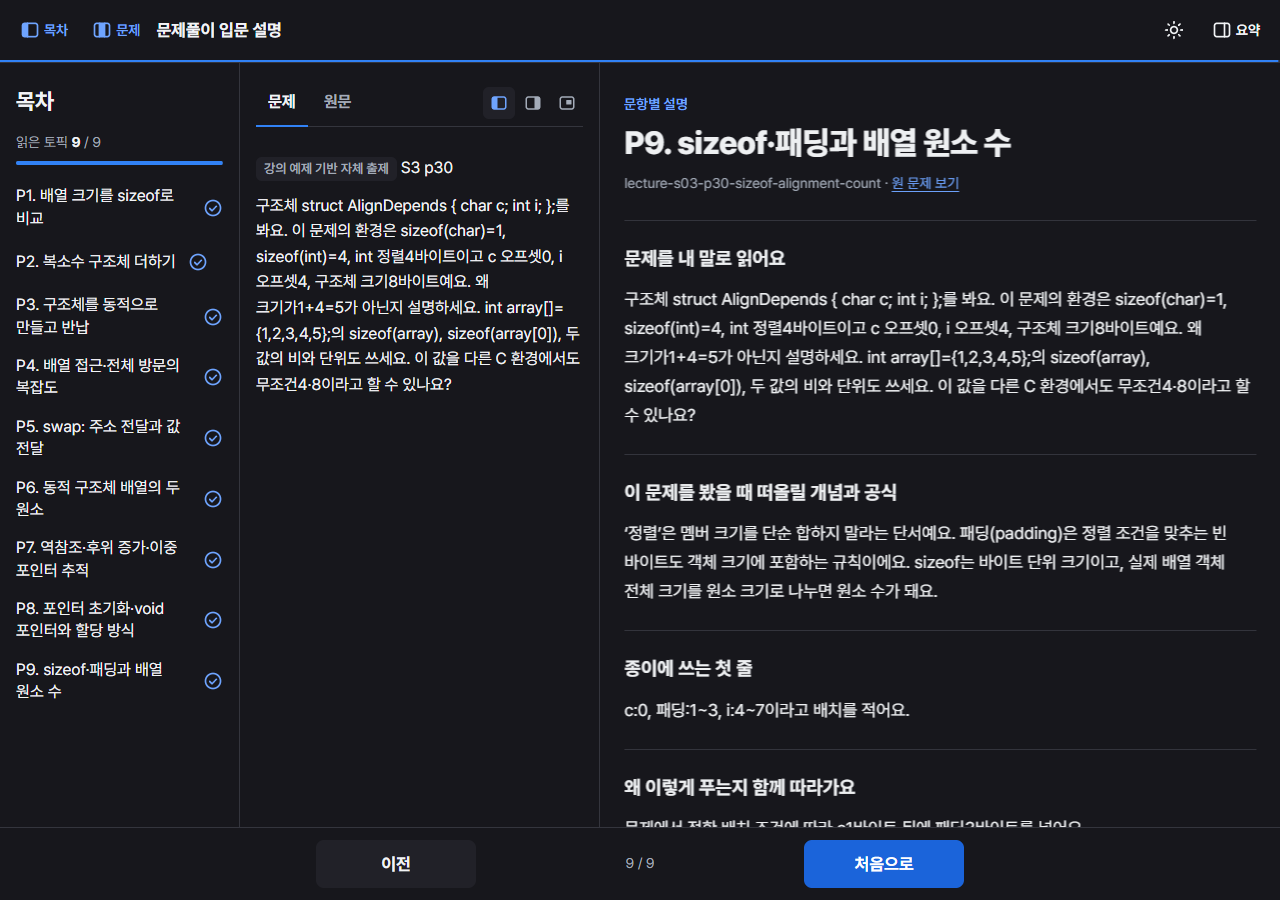 목차
문제
문제풀이 입문 설명
요약
목차
읽은 토픽 9 / 9
P1. 배열 크기를 sizeof로
비교
P2. 복소수 구조체 더하기
P3. 구조체를 동적으로
만들고 반납
P4. 배열 접근·전체 방문의
복잡도
P5. swap: 주소 전달과 값
전달
P6. 동적 구조체 배열의 두
원소
P7. 역참조·후위 증가·이중
포인터 추적
P8. 포인터 초기화·void
포인터와 할당 방식
P9. sizeof·패딩과 배열
원소 수
문제
원문
강의 예제 기반 자체 출제 S3 p30
구조체 struct AlignDepends { char c; int i; };를
봐요. 이 문제의 환경은 sizeof(char)=1,
sizeof(int)=4, int 정렬4바이트이고 c 오프셋0, i
오프셋4, 구조체 크기8바이트예요. 왜
크기가1+4=5가 아닌지 설명하세요. int array[]=
{1,2,3,4,5};의 sizeof(array), sizeof(array[0]), 두
값의 비와 단위도 쓰세요. 이 값을 다른 C 환경에서도
무조건4·8이라고 할 수 있나요?
문항별 설명
P9. sizeof·패딩과 배열 원소 수
lecture-s03-p30-sizeof-alignment-count · 원 문제 보기
문제를 내 말로 읽어요
구조체 struct AlignDepends { char c; int i; };를 봐요. 이 문제의 환경은 sizeof(char)=1,
sizeof(int)=4, int 정렬4바이트이고 c 오프셋0, i 오프셋4, 구조체 크기8바이트예요. 왜
크기가1+4=5가 아닌지 설명하세요. int array[]={1,2,3,4,5};의 sizeof(array),
sizeof(array[0]), 두 값의 비와 단위도 쓰세요. 이 값을 다른 C 환경에서도 무조건4·8이라고 할
수 있나요?
이 문제를 봤을 때 떠올릴 개념과 공식
‘정렬’은 멤버 크기를 단순 합하지 말라는 단서예요. 패딩(padding)은 정렬 조건을 맞추는 빈
바이트도 객체 크기에 포함하는 규칙이에요. sizeof는 바이트 단위 크기이고, 실제 배열 객체
전체 크기를 원소 크기로 나누면 원소 수가 돼요.
종이에 쓰는 첫 줄
c:0, 패딩:1~3, i:4~7이라고 배치를 적어요.
왜 이렇게 푸는지 함께 따라가요
이전
9 / 9
처음으로